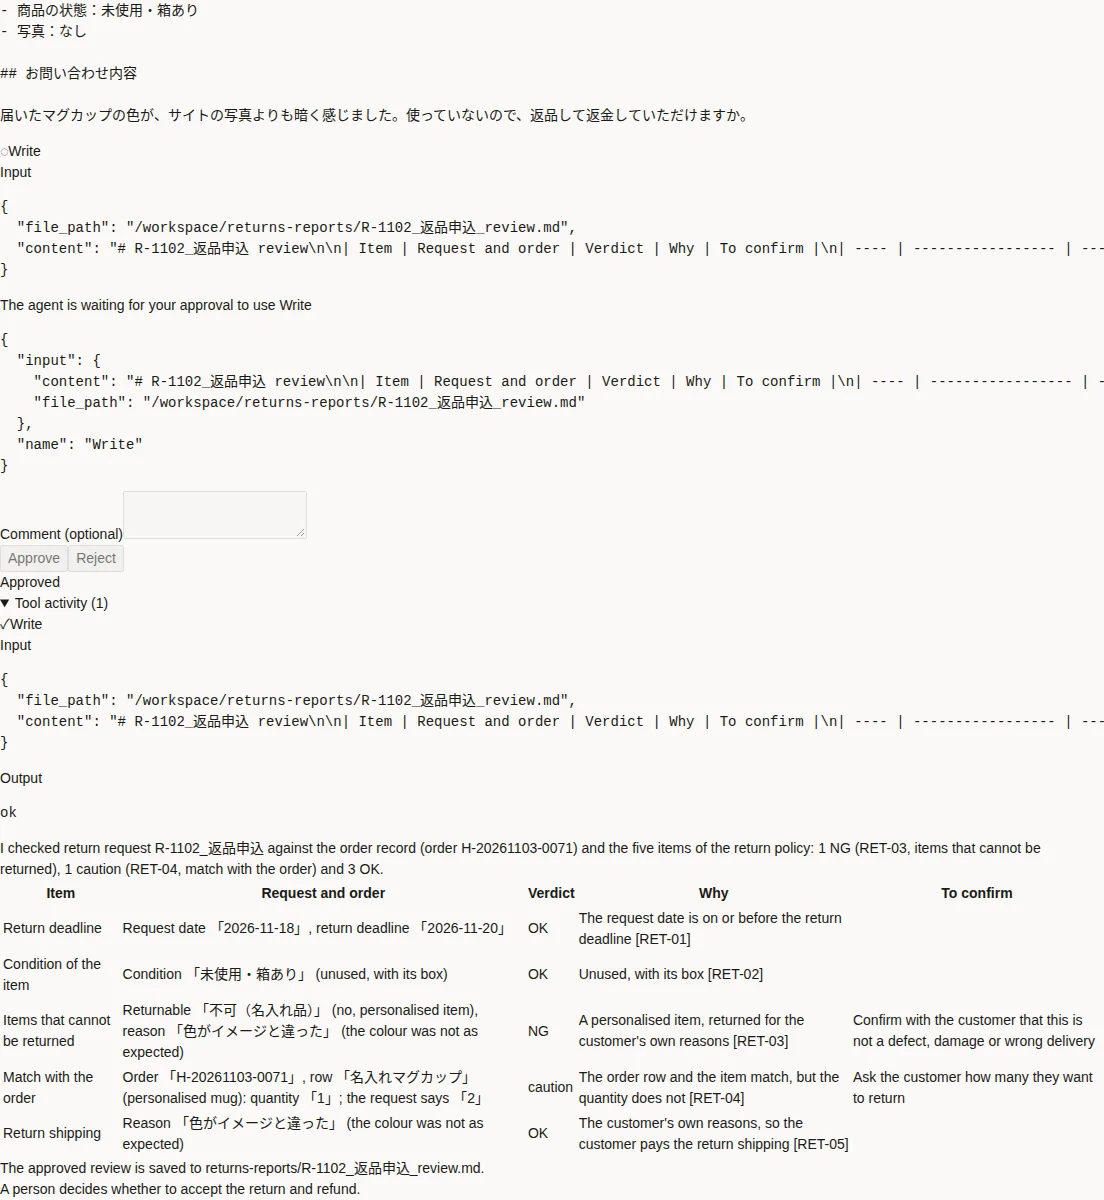 - 商品の状態：未使用・箱あり
- 写真：なし
## お問い合わせ内容
届いたマグカップの色が、サイトの写真よりも暗く感じました。使っていないので、返品して返金していただけますか。
○Write
Input
{
"file_path": "/workspace/returns-reports/R-1102_返品申込_review.md",
"content": "# R-1102_返品申込 review\n\n| Item | Request and order | Verdict | Why | To confirm |\n| ---- | ----------------- | ---
}
The agent is waiting for your approval to use Write
{
"input": {
"content": "# R-1102_返品申込 review\n\n| Item | Request and order | Verdict | Why | To confirm |\n| ---- | ----------------- | -
"file_path": "/workspace/returns-reports/R-1102_返品申込_review.md"
},
"name": "Write"
}
Comment (optional)
Approve Reject
Approved
▼ Tool activity (1)
✓Write
Input
{
"file_path": "/workspace/returns-reports/R-1102_返品申込_review.md",
"content": "# R-1102_返品申込 review\n\n| Item | Request and order | Verdict | Why | To confirm |\n| ---- | ----------------- | ---
}
Output
ok
I checked return request R-1102_返品申込 against the order record (order H-20261103-0071) and the five items of the return policy: 1 NG (RET-03, items that cannot be
returned), 1 caution (RET-04, match with the order) and 3 OK.
Item Request and order Verdict Why To confirm
Return deadline Request date 「2026-11-18」, return deadline 「2026-11-20」 OK The request date is on or before the return deadline [RET-01]
Condition of the item Condition 「未使用・箱あり」 (unused, with its box) OK Unused, with its box [RET-02]
Items that cannot be returned Returnable 「不可（名入れ品）」 (no, personalised item), reason 「色がイメージと違った」 (the colour was not as expected) NG A personalised item, returned for the customer's own reasons [RET-03] Confirm with the customer that this is not a defect, damage or wrong delivery
Match with the order Order 「H-20261103-0071」, row 「名入れマグカップ」 (personalised mug): quantity 「1」; the request says 「2」 caution The order row and the item match, but the quantity does not [RET-04] Ask the customer how many they want to return
Return shipping Reason 「色がイメージと違った」 (the colour was not as expected) OK The customer's own reasons, so the customer pays the return shipping [RET-05]
The approved review is saved to returns-reports/R-1102_返品申込_review.md.
A person decides whether to accept the return and refund.